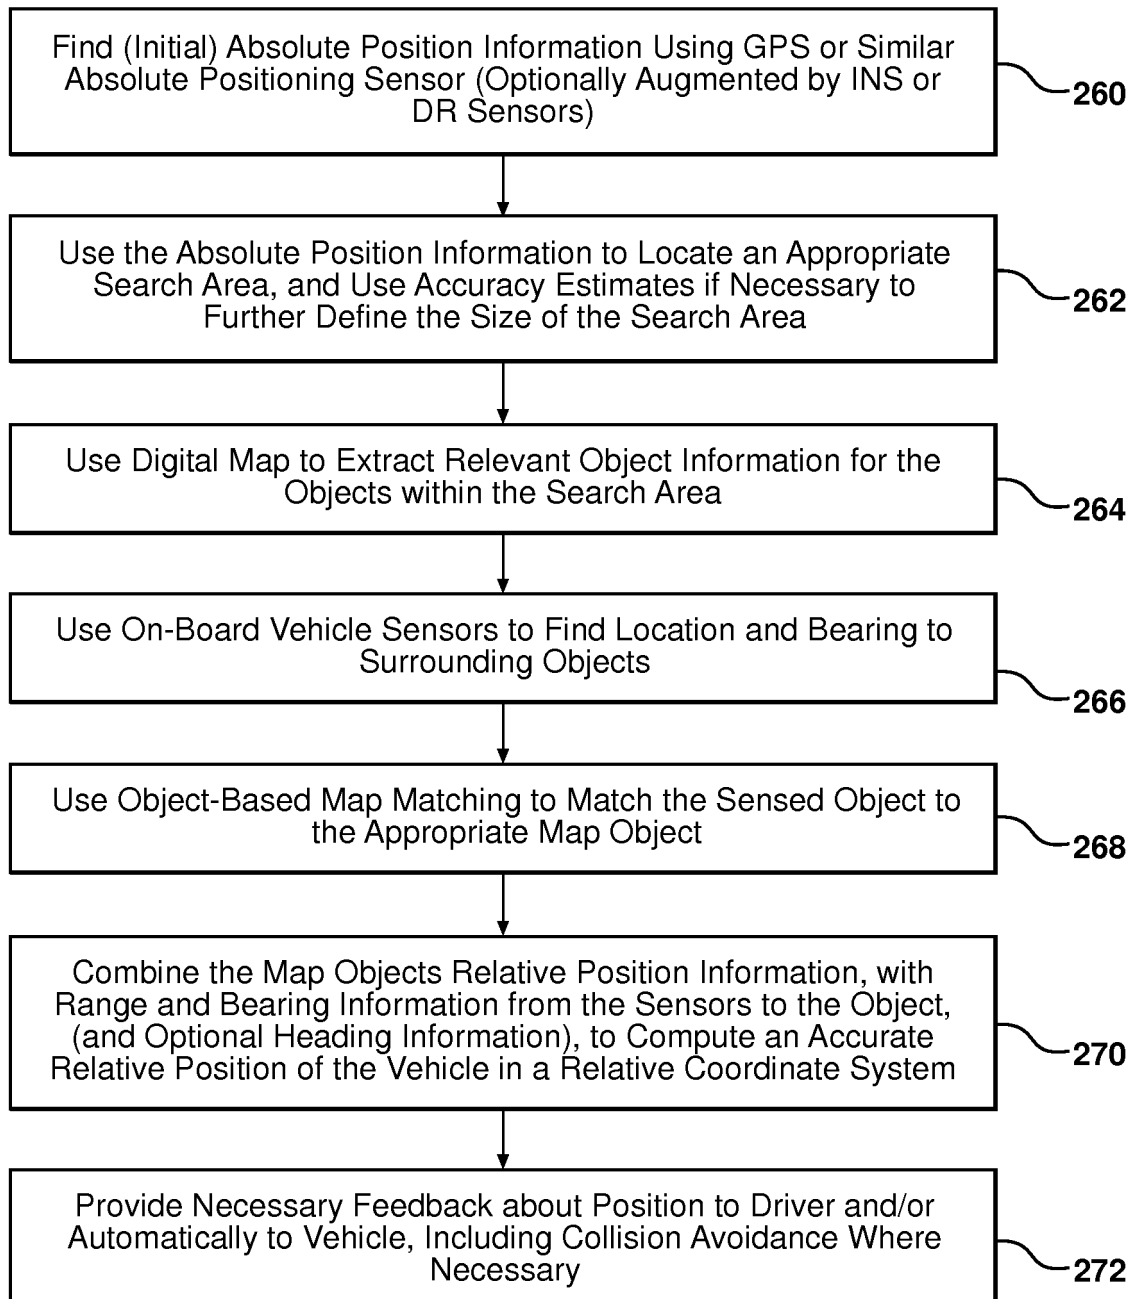 Find (Initial) Absolute Position Information Using GPS or Similar
Absolute Positioning Sensor (Optionally Augmented by INS or
DR Sensors)
260
Use the Absolute Position Information to Locate an Appropriate
Search Area, and Use Accuracy Estimates if Necessary to
Further Define the Size of the Search Area
262
Use Digital Map to Extract Relevant Object Information for the
Objects within the Search Area
264
Use On-Board Vehicle Sensors to Find Location and Bearing to
Surrounding Objects
266
Use Object-Based Map Matching to Match the Sensed Object to
the Appropriate Map Object
268
Combine the Map Objects Relative Position Information, with
Range and Bearing Information from the Sensors to the Object,
(and Optional Heading Information), to Compute an Accurate
Relative Position of the Vehicle in a Relative Coordinate System
270
Provide Necessary Feedback about Position to Driver and/or
Automatically to Vehicle, Including Collision Avoidance Where
Necessary
272